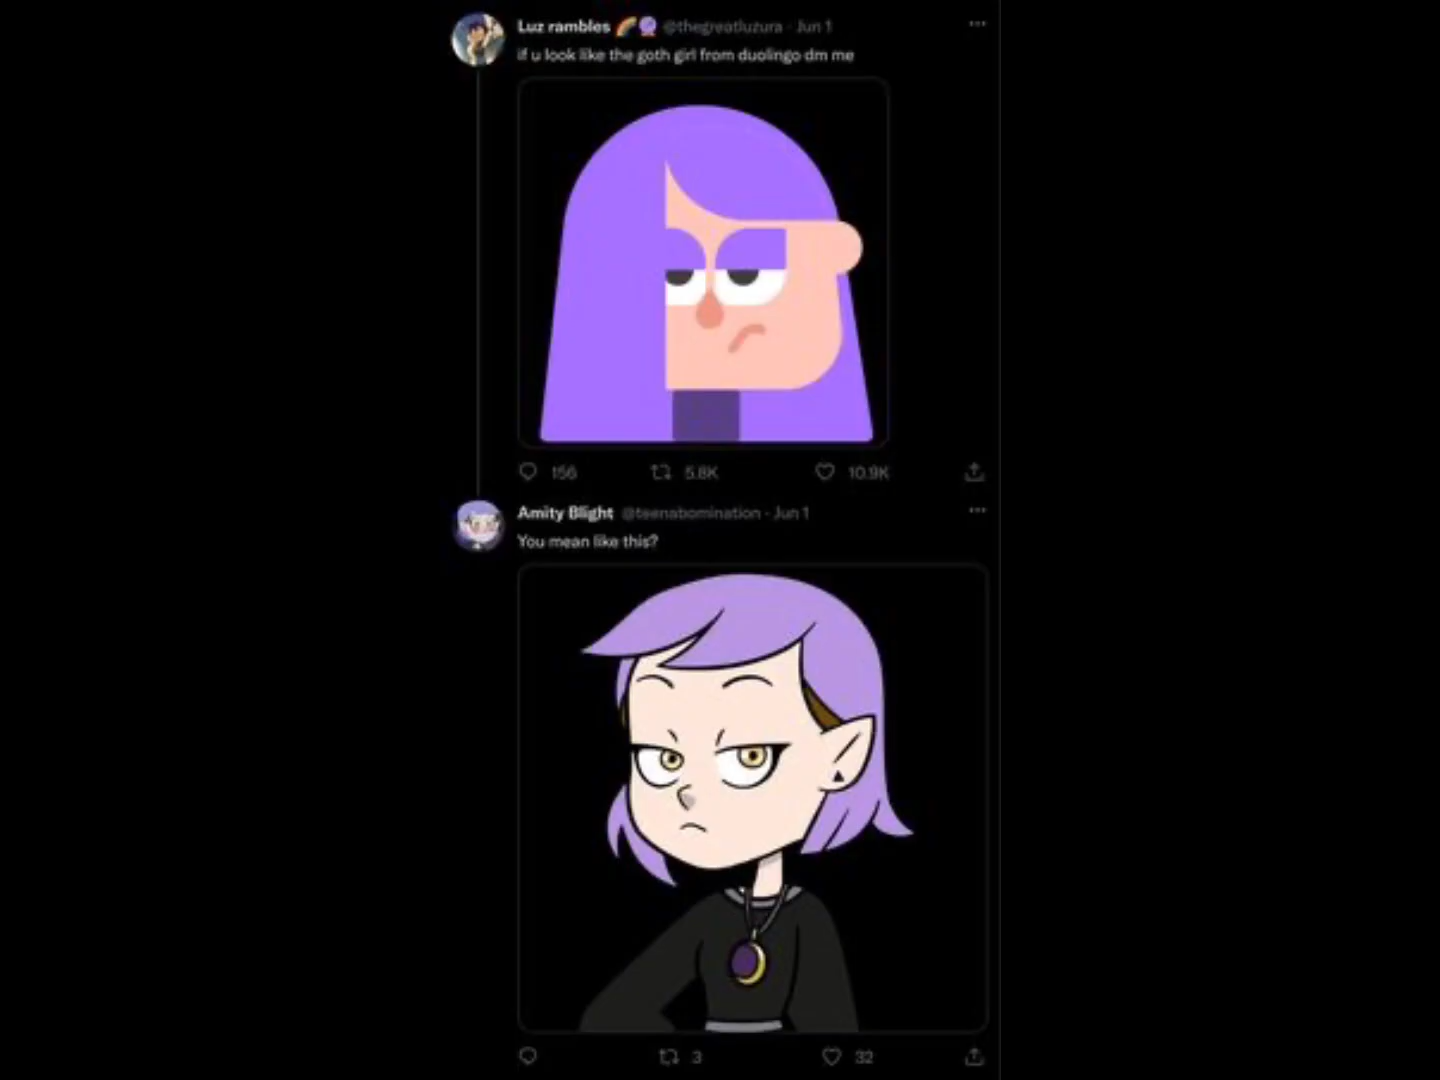 Luz rambles 🌈🔮 @thegreatluzura · Jun 1
if u look like the goth girl from duolingo dm me
156 5.8K 10.9K
Amity Blight @teenabomination · Jun 1
You mean like this?
3 32